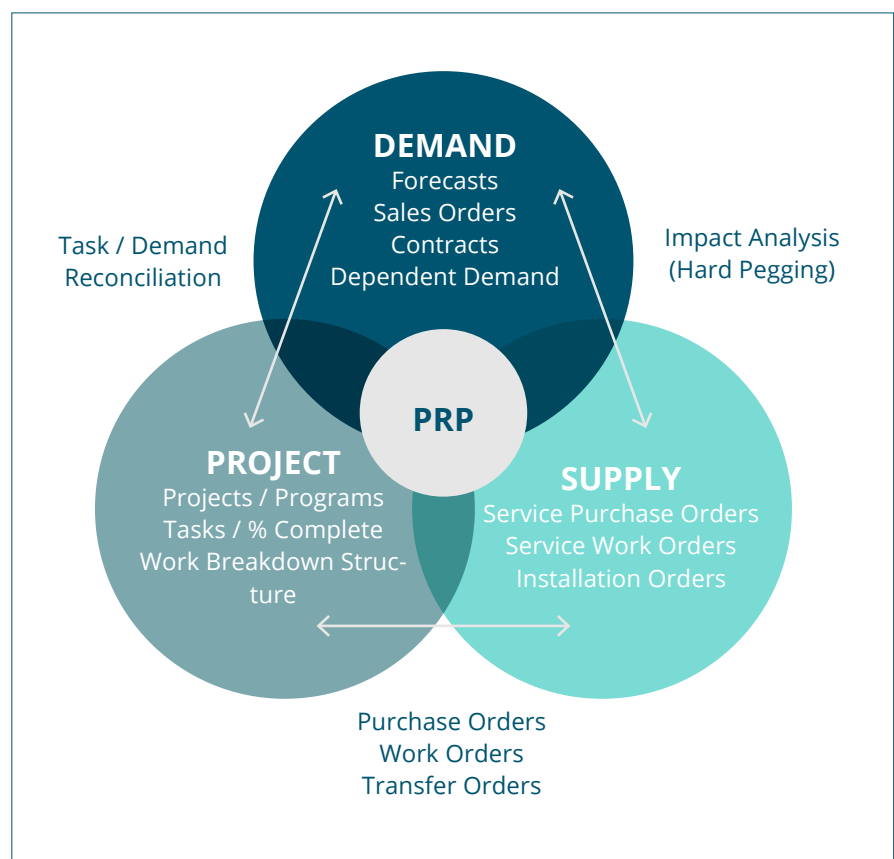 DEMAND
Forecasts
Sales Orders
Contracts
Dependent Demand
Task / Demand
Reconciliation
Impact Analysis
(Hard Pegging)
PRP
PROJECT
Projects / Programs
Tasks / % Complete
Work Breakdown Struc-
ture
SUPPLY
Service Purchase Orders
Service Work Orders
Installation Orders
Purchase Orders
Work Orders
Transfer Orders